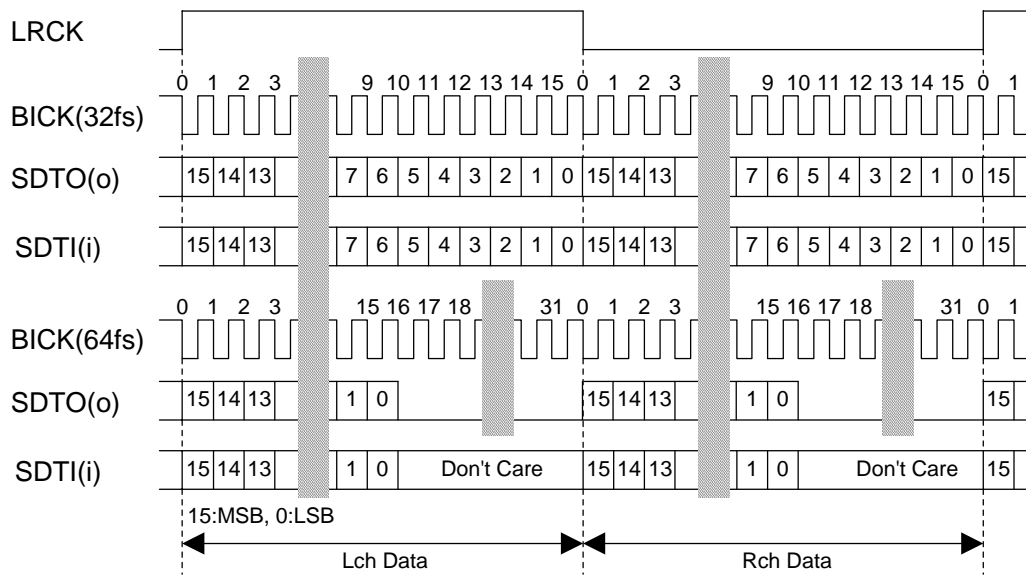 LRCK
0 1 2 3 9 10 11 12 13 14 15 0 1 2 3 9 10 11 12 13 14 15 0 1
BICK(32fs)
SDTO(o) 15 14 13 7 6 5 4 3 2 1 0 15 14 13 7 6 5 4 3 2 1 0 15
SDTI(i) 15 14 13 7 6 5 4 3 2 1 0 15 14 13 7 6 5 4 3 2 1 0 15
0 1 2 3 15 16 17 18 31 0 1 2 3 15 16 17 18 31 0 1
BICK(64fs)
SDTO(o) 15 14 13 1 0 15 14 13 1 0 15
SDTI(i) 15 14 13 1 0 Don't Care 15 14 13 1 0 Don't Care 15
15:MSB, 0:LSB
Lch Data Rch Data